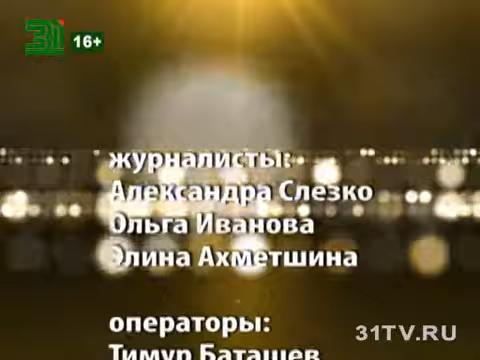 31 16+
журналисты:
Александра Слезко
Ольга Иванова
Элина Ахметшина
операторы:
Тимур Баташев
31TV.RU